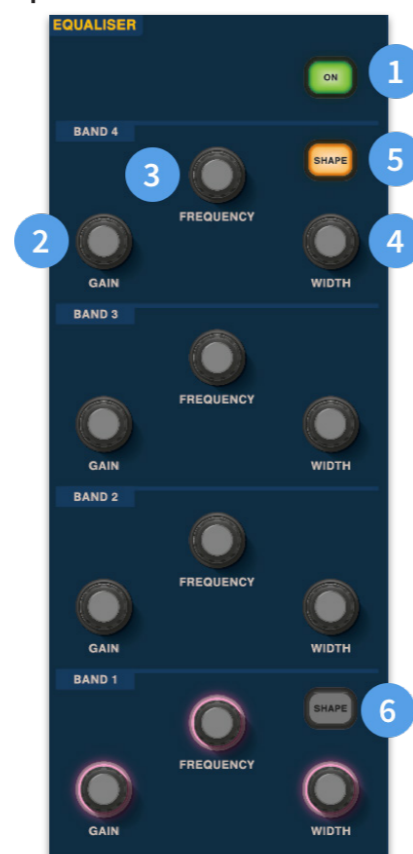 EQUALISER
ON
1
BAND 4
SHAPE
5
3
FREQUENCY
2
4
GAIN
WIDTH
BAND 3
FREQUENCY
GAIN
WIDTH
BAND 2
FREQUENCY
GAIN
WIDTH
BAND 1
SHAPE
6
FREQUENCY
GAIN
WIDTH